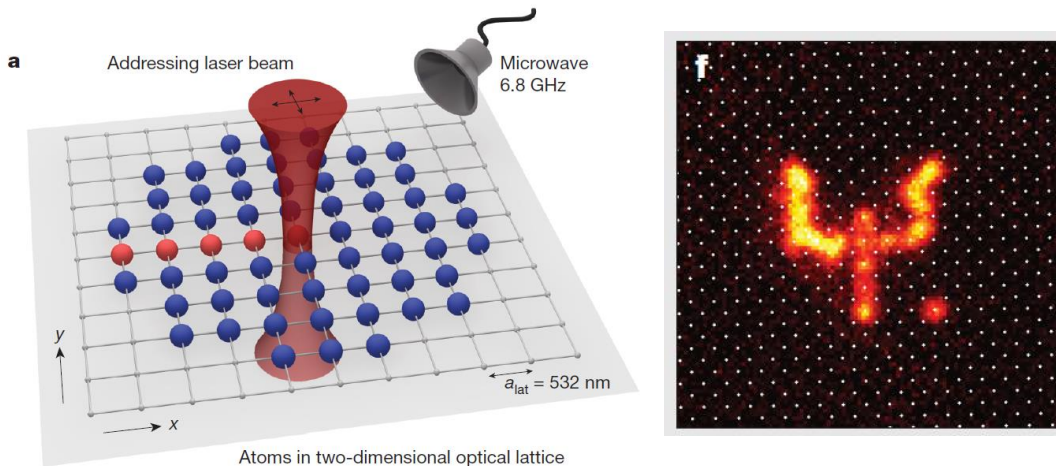 a
Addressing laser beam
Microwave
6.8 GHz
f
y
x
a_lat = 532 nm
Atoms in two-dimensional optical lattice